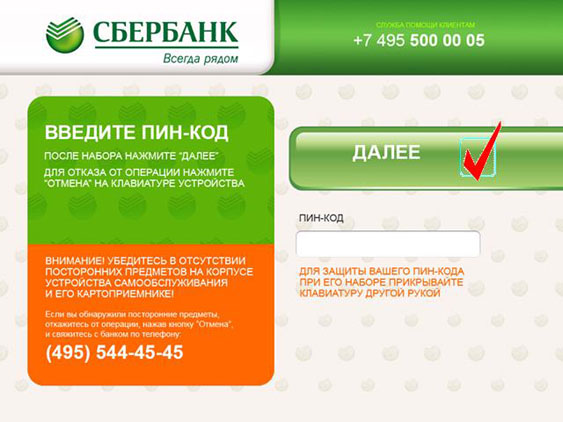 СБЕРБАНК
Всегда рядом
СЛУЖБА ПОМОЩИ КЛИЕНТАМ
+7 495 500 00 05
ВВЕДИТЕ ПИН-КОД
ПОСЛЕ НАБОРА НАЖМИТЕ "ДАЛЕЕ"
ДЛЯ ОТКАЗА ОТ ОПЕРАЦИИ НАЖМИТЕ
"ОТМЕНА" НА КЛАВИАТУРЕ УСТРОЙСТВА
ВНИМАНИЕ! УБЕДИТЕСЬ В ОТСУТСТВИИ
ПОСТОРОННИХ ПРЕДМЕТОВ НА КОРПУСЕ
УСТРОЙСТВА САМООБСЛУЖИВАНИЯ
И ЕГО КАРТОПРИЕМНИКЕ!
Если вы обнаружили посторонние предметы,
откажитесь от операции, нажав кнопку "Отмена",
и свяжитесь с банком по телефону:
(495) 544-45-45
ДАЛЕЕ
ПИН-КОД
ДЛЯ ЗАЩИТЫ ВАШЕГО ПИН-КОДА
ПРИ ЕГО НАБОРЕ ПРИКРЫВАЙТЕ
КЛАВИАТУРУ ДРУГОЙ РУКОЙ